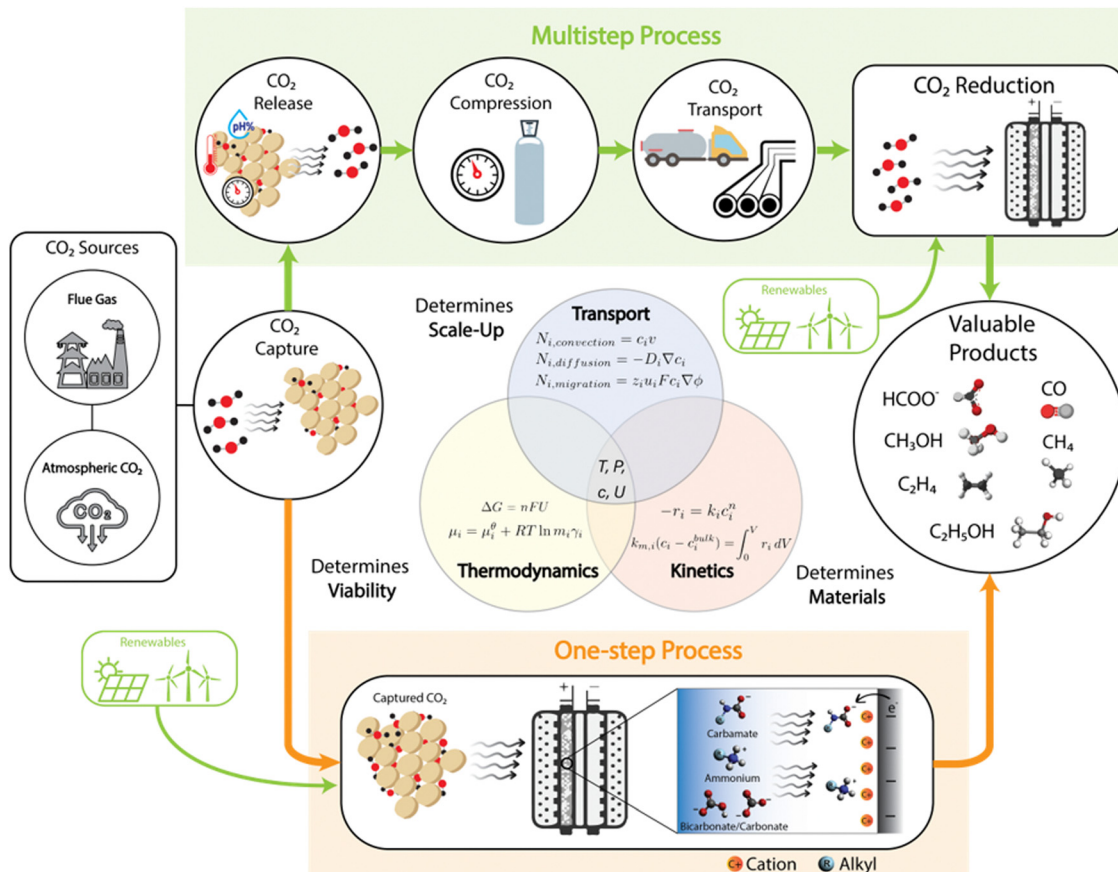 Multistep Process
CO₂
Release
pH%
CO₂
Compression
CO₂
Transport
CO₂ Reduction
+ −
CO₂ Sources
Flue Gas
Atmospheric CO₂
CO₂
CO₂
Capture
Determines
Scale-Up
Transport
N_{i,convection} = c_i v
N_{i,diffusion} = −D_i∇c_i
N_{i,migration} = z_i u_i F c_i ∇ϕ
T, P,
c, U
ΔG = nFU
μ_i = μ_i^θ + RT ln m_i γ_i
Thermodynamics
−r_i = k_i c_i^n
k_{m,i}(c_i − c_i^{bulk}) = ∫_0^V r_i dV
Kinetics
Determines
Viability
Determines
Materials
Renewables
Valuable
Products
HCOO⁻
CO
CH₃OH
CH₄
C₂H₄
C₂H₅OH
Renewables
One-step Process
Captured CO₂
+ −
Carbamate
Ammonium
Bicarbonate/Carbonate
e⁻
C+
C+
C+
C+
C+
C+ Cation
R Alkyl